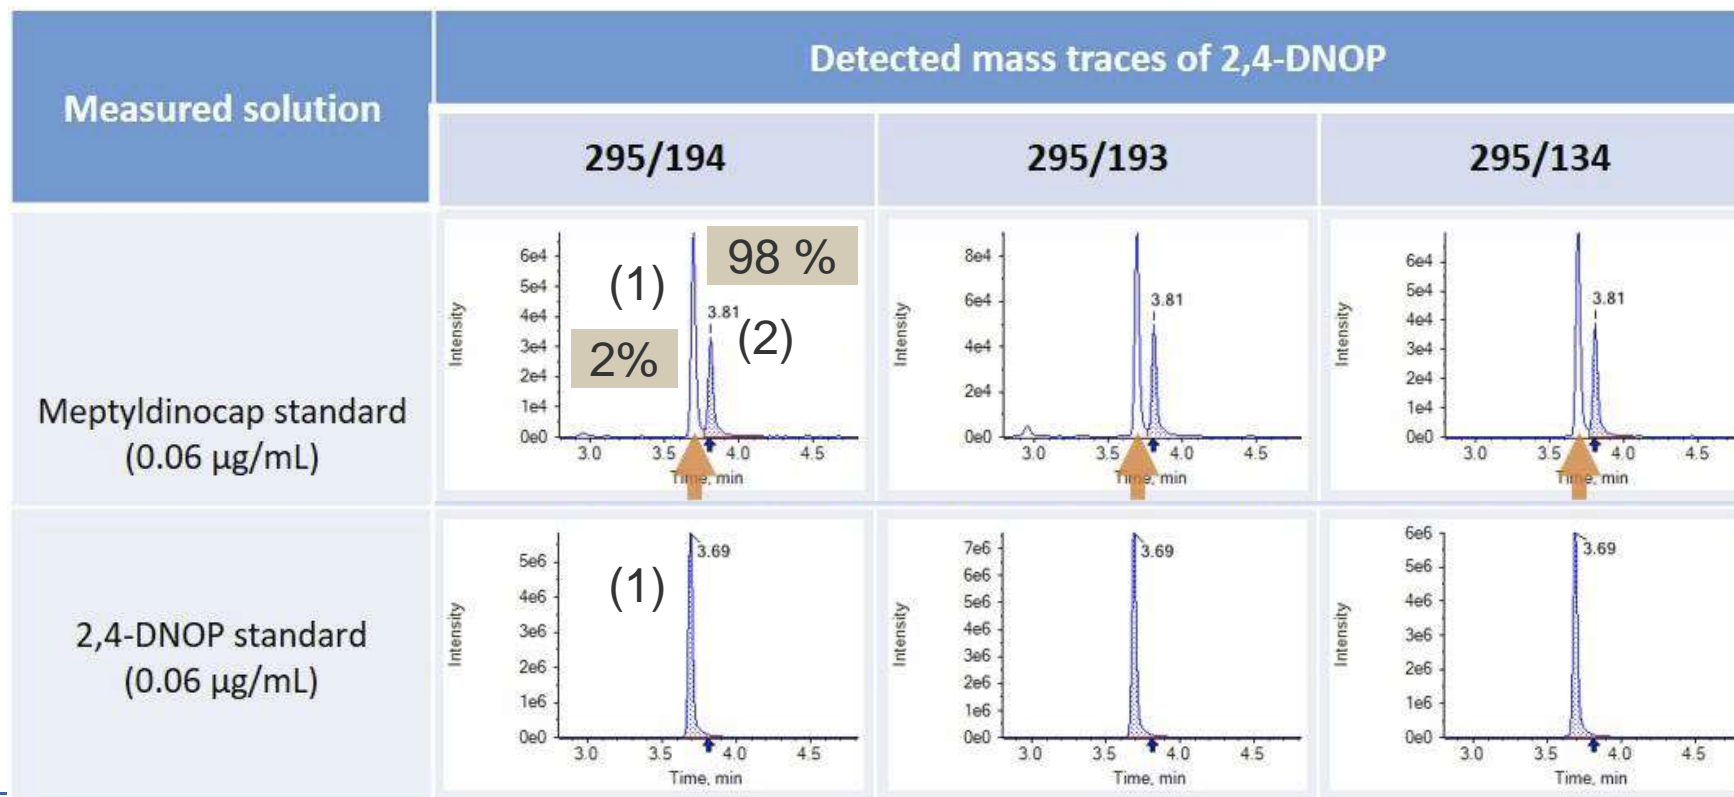 Measured solution
Detected mass traces of 2,4-DNOP
295/194
295/193
295/134
Meptyldinocap standard
(0.06 µg/mL)
Intensity
6e4
5e4
4e4
3e4
2e4
1e4
0e0
(1)
98 %
3.81
2%
(2)
3.0
3.5
4.0
4.5
Time, min
Intensity
8e4
6e4
4e4
2e4
0e0
3.81
3.0
3.5
4.0
4.5
Time, min
Intensity
6e4
5e4
4e4
3e4
2e4
1e4
0e0
3.81
3.0
3.5
4.0
4.5
Time, min
2,4-DNOP standard
(0.06 µg/mL)
Intensity
5e6
4e6
3e6
2e6
1e6
0e0
3.69
(1)
3.0
3.5
4.0
4.5
Time, min
Intensity
7e6
6e6
5e6
4e6
3e6
2e6
1e6
0e0
3.69
3.0
3.5
4.0
4.5
Time, min
Intensity
6e6
5e6
4e6
3e6
2e6
1e6
0e0
3.69
3.0
3.5
4.0
4.5
Time, min